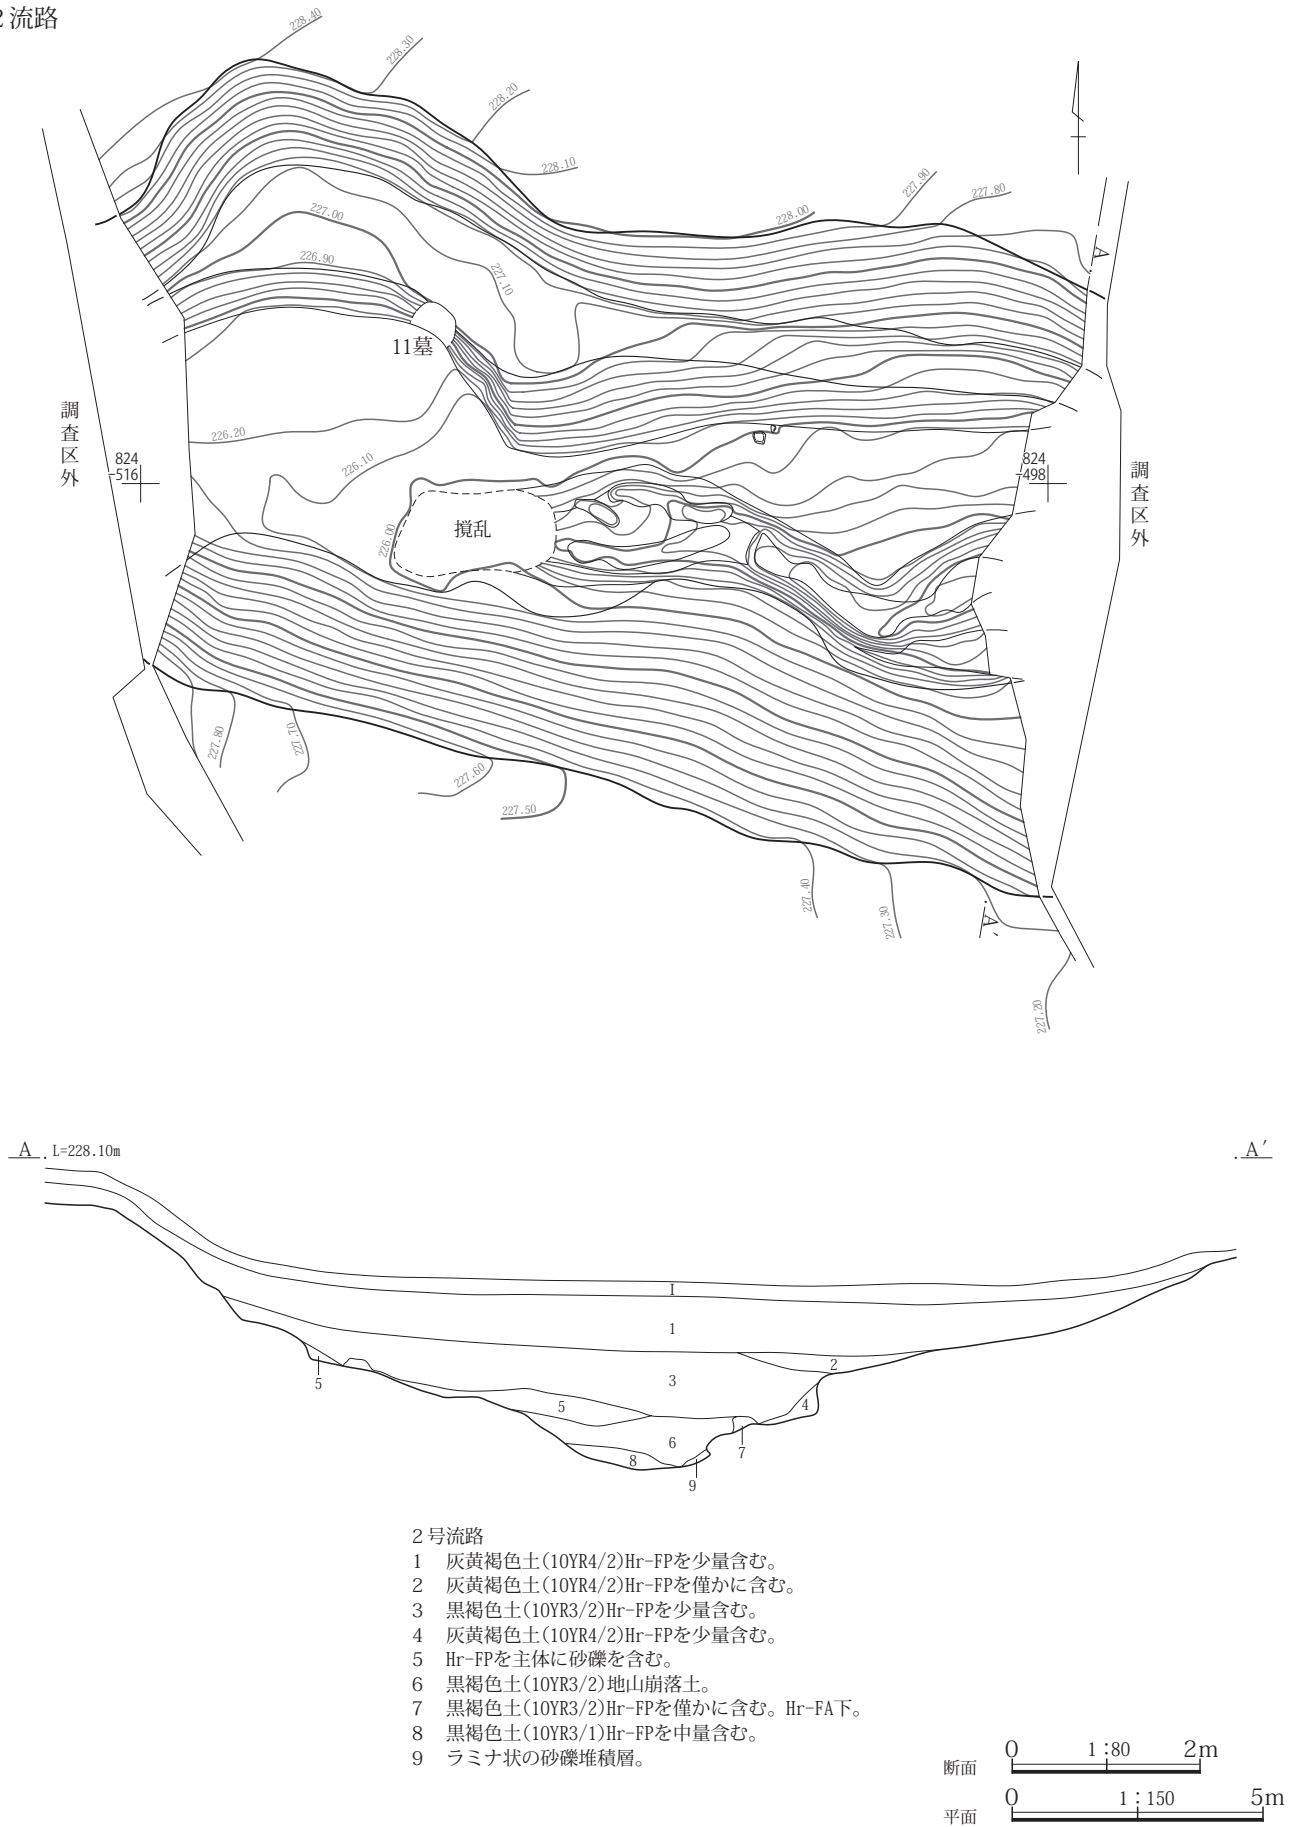 2流路
228.40
228.30
228.20
228.10
227.90
227.80
228.00
227.00
226.90
227.10
A
11墓
調査区外
824
-516
226.20
226.10
824
-498
調査区外
226.00
撹乱
227.80
227.70
227.60
227.50
227.40
227.30
A′
227.20
A L=228.10m
A′
I
1
2
3
5
4
5
6
7
8
9
2号流路
1 灰黄褐色土(10YR4/2)Hr-FPを少量含む。
2 灰黄褐色土(10YR4/2)Hr-FPを僅かに含む。
3 黒褐色土(10YR3/2)Hr-FPを少量含む。
4 灰黄褐色土(10YR4/2)Hr-FPを少量含む。
5 Hr-FPを主体に砂礫を含む。
6 黒褐色土(10YR3/2)地山崩落土。
7 黒褐色土(10YR3/2)Hr-FPを僅かに含む。Hr-FA下。
8 黒褐色土(10YR3/1)Hr-FPを中量含む。
9 ラミナ状の砂礫堆積層。
断面 0 1:80 2m
平面 0 1:150 5m